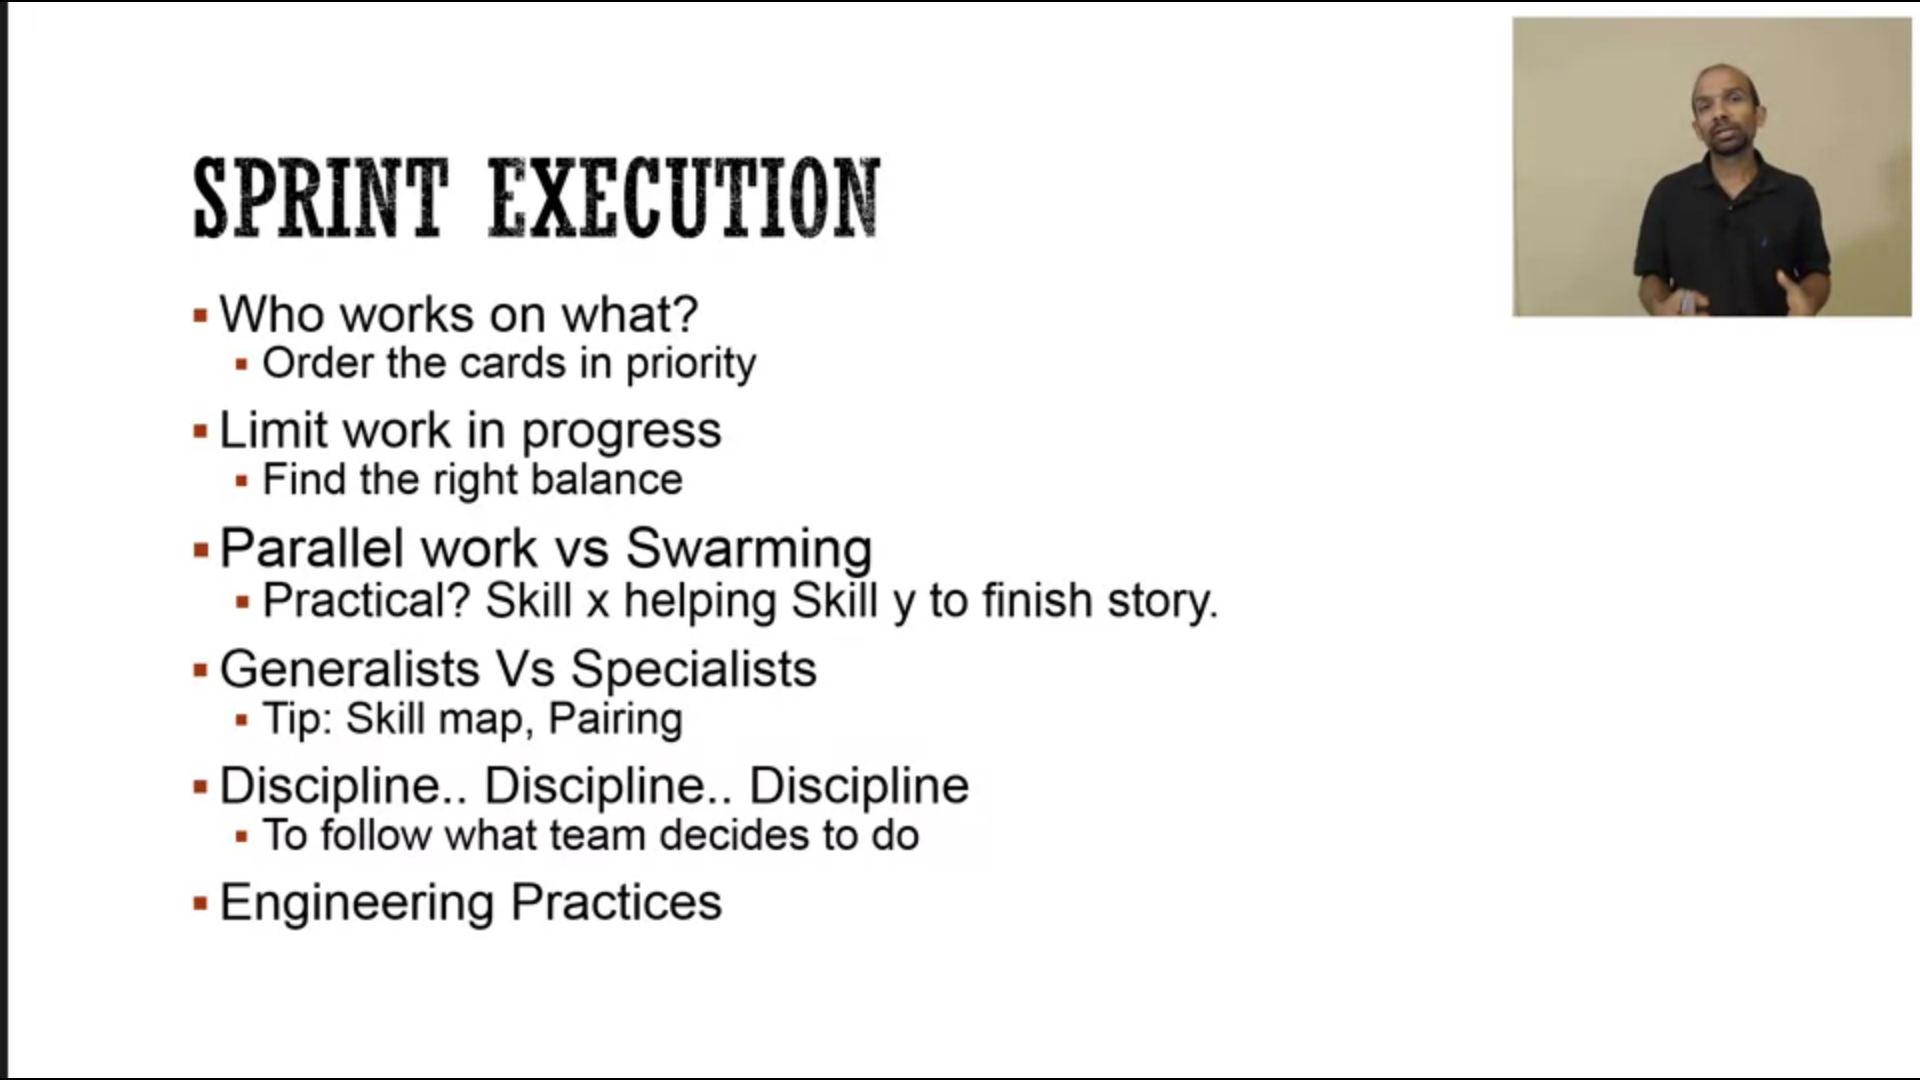 SPRINT EXECUTION
Who works on what?
Order the cards in priority
Limit work in progress
Find the right balance
Parallel work vs Swarming
Practical? Skill x helping Skill y to finish story.
Generalists Vs Specialists
Tip: Skill map, Pairing
Discipline.. Discipline.. Discipline
To follow what team decides to do
Engineering Practices